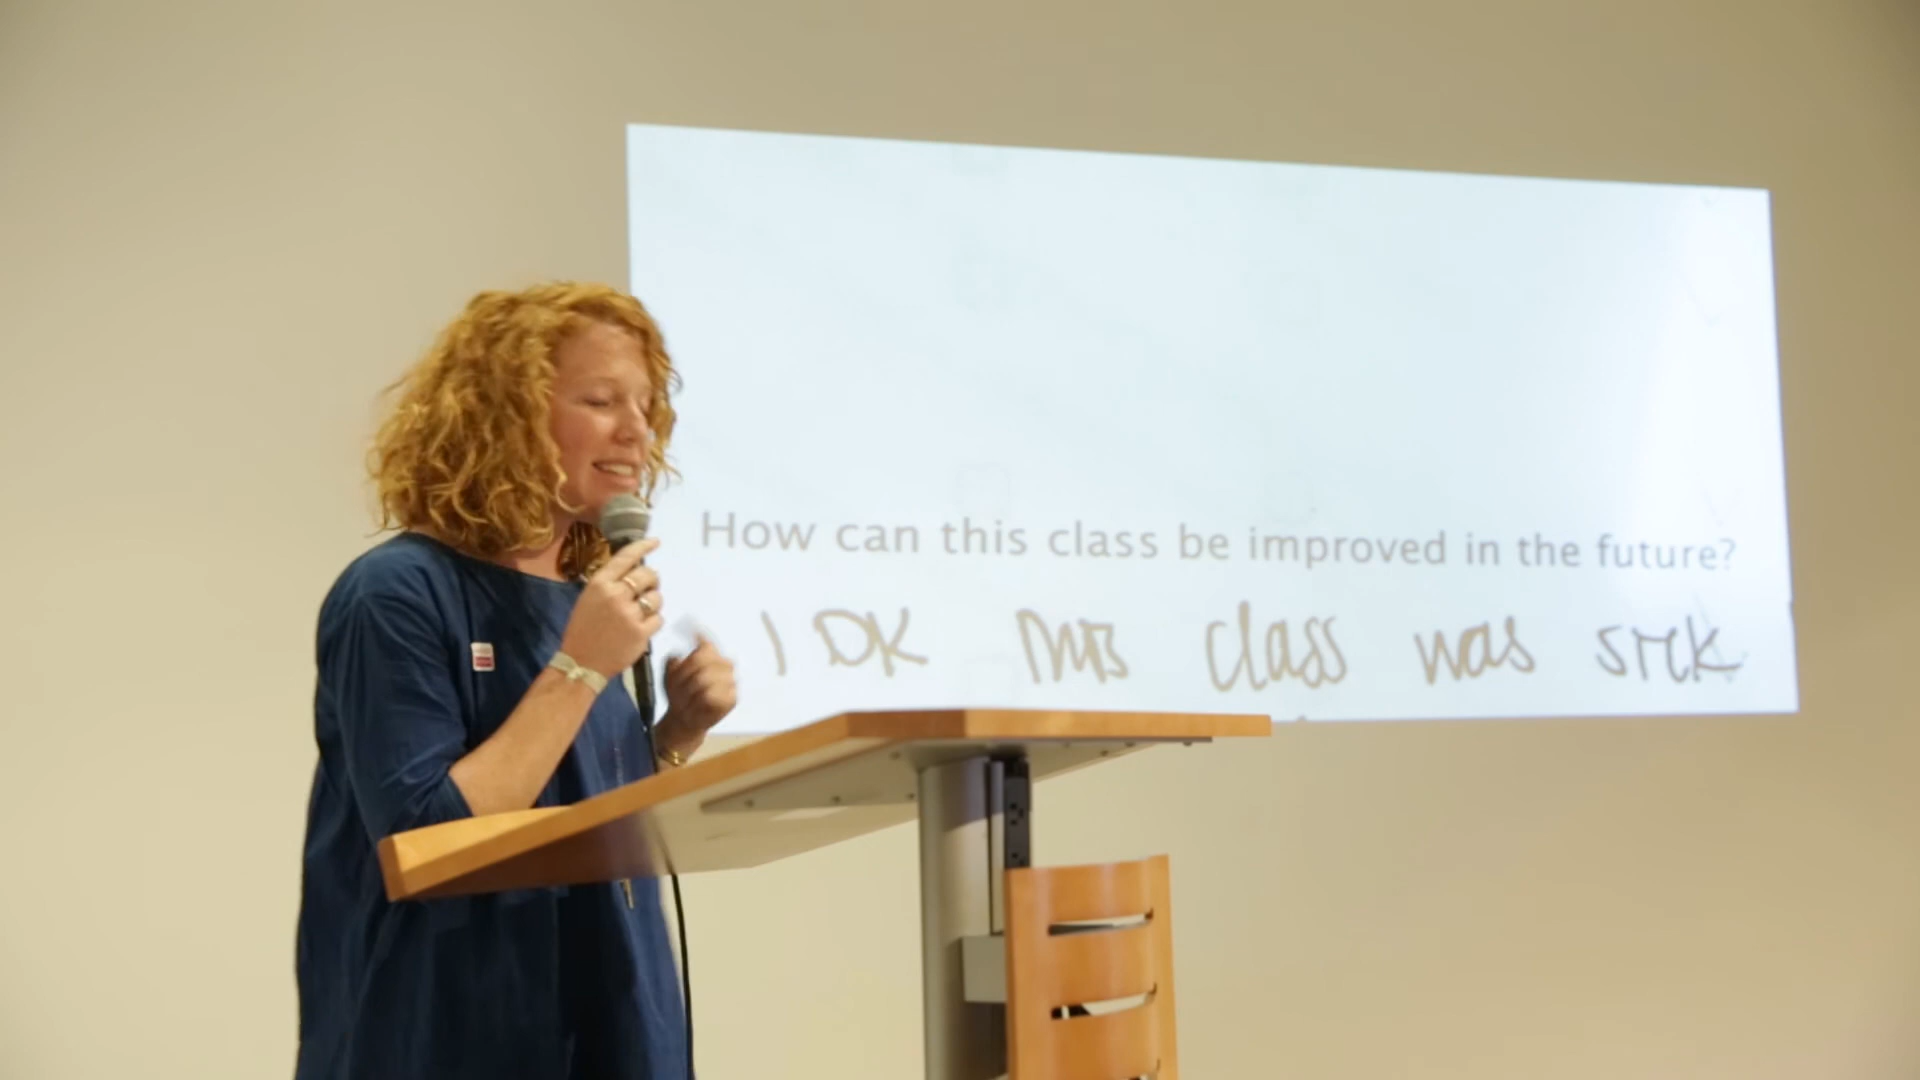 How can this class be improved in the future?
IDK this class was sick